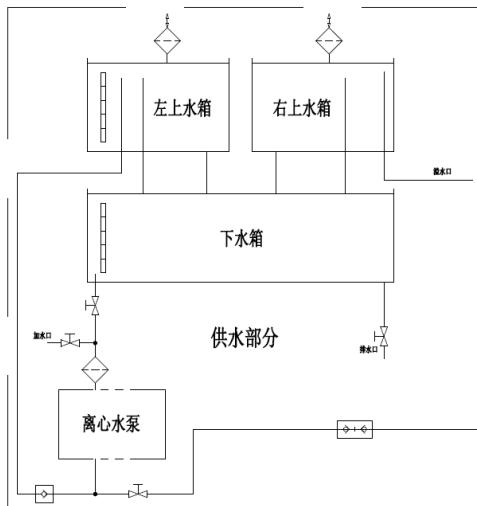 左上水箱
右上水箱
溢水口
下水箱
加水口
供水部分
排水口
离心水泵